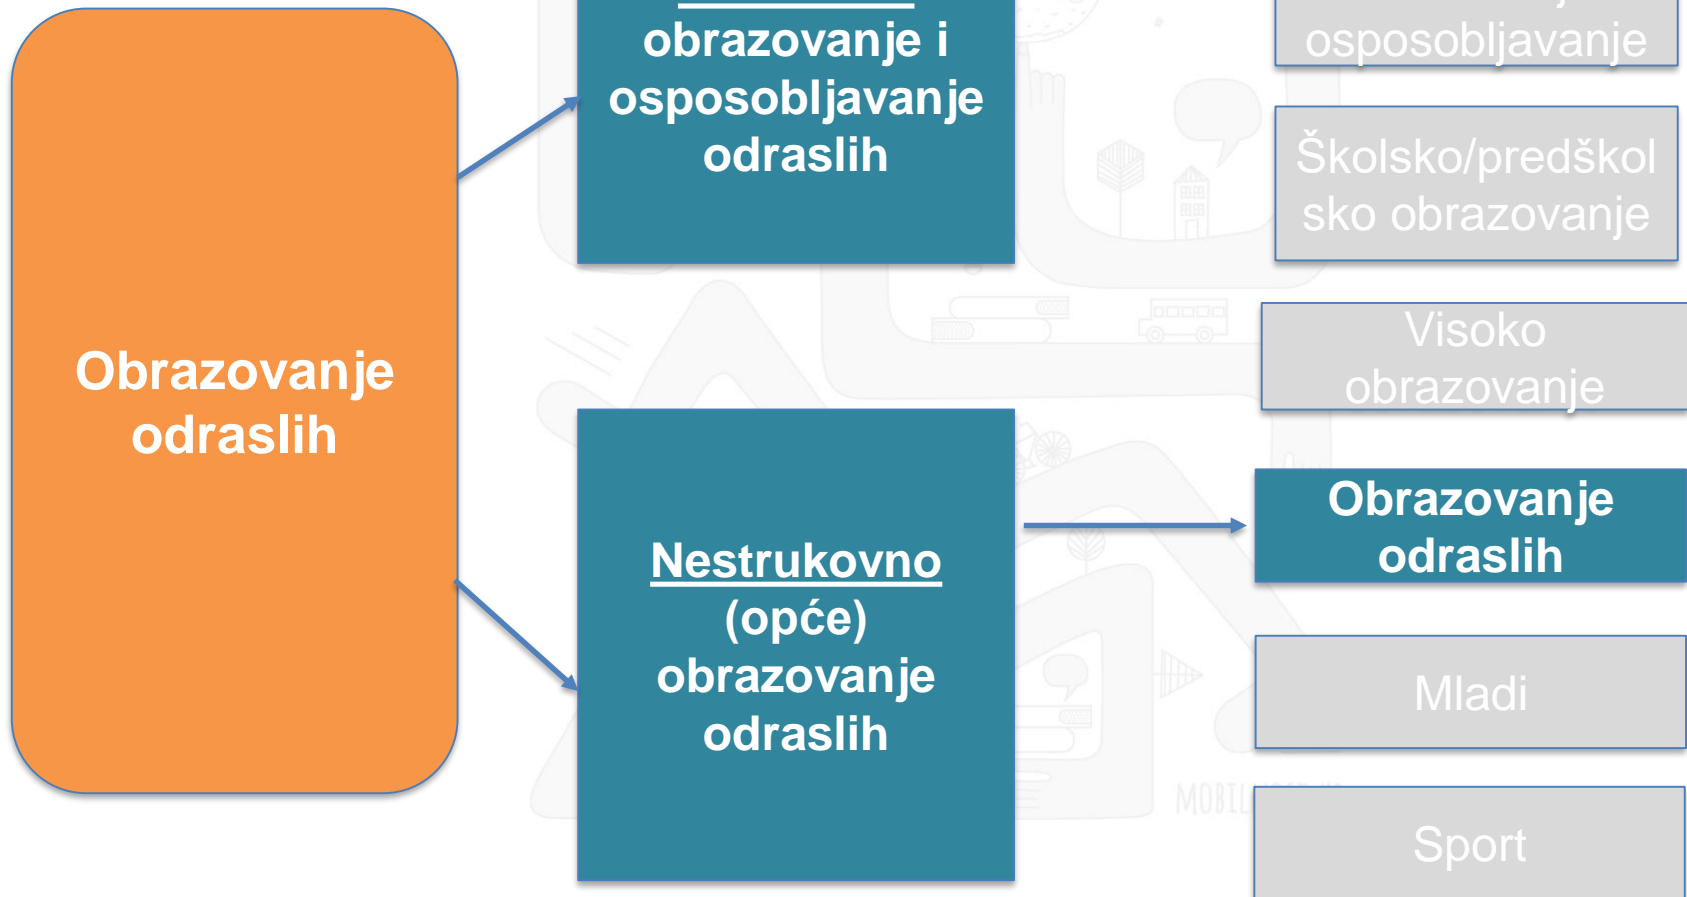 Obrazovanje
odraslih
obrazovanje i
osposobljavanje
odraslih
Nestrukovno
(opće)
obrazovanje
odraslih
osposobljavanje
Školsko/predškol
sko obrazovanje
Visoko
obrazovanje
Obrazovanje
odraslih
Mladi
Sport